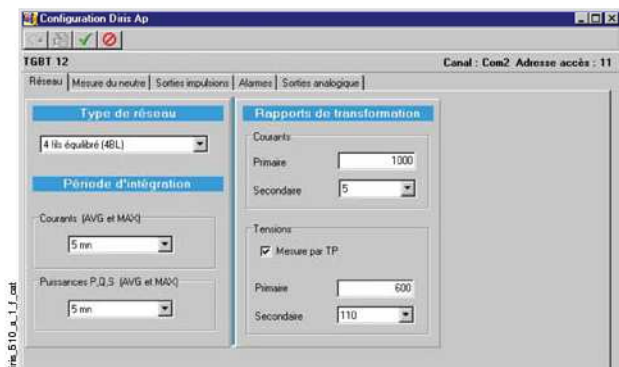 Configuration Diris Ap
TGBT 12
Canal : Com2 Adresse accès : 11
Réseau
Mesure du neutre
Sorties impulsions
Alarmes
Sorties analogique
Type de réseau
4 fils équilibré (4BL)
Période d'intégration
Courants (AVG et MAX)
5 mn
Puissances P,Q,S (AVG et MAX)
5 mn
Rapports de transformation
Courants
Primaire 1000
Secondaire 5
Tensions
Mesure par TP
Primaire 600
Secondaire 110